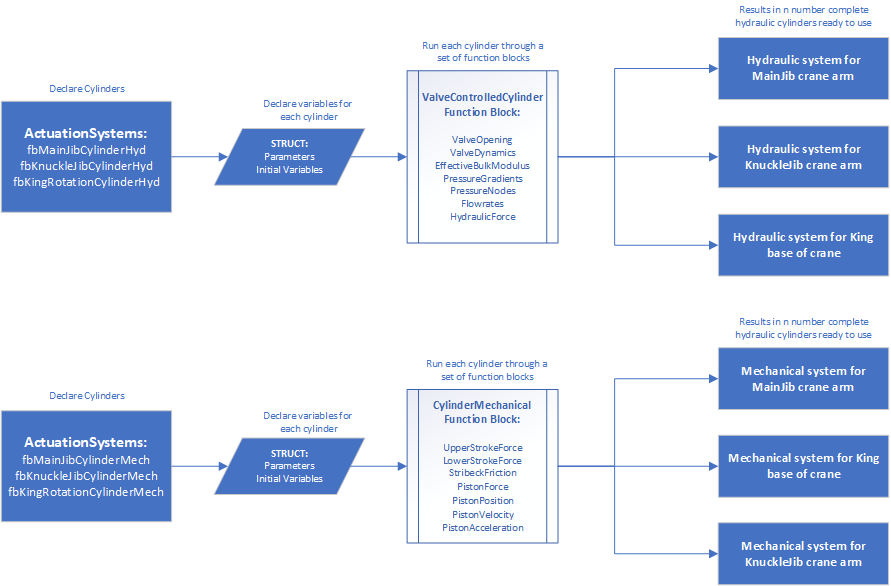 Results in n number complete
hydraulic cylinders ready to use
Run each cylinder through a
set of function blocks
Hydraulic system for
MainJib crane arm
Declare Cylinders
Declare variables for
each cylinder
ValveControlledCylinder
Function Block:
ActuationSystems:
fbMainJibCylinderHyd
fbKnuckleJibCylinderHyd
fbKingRotationCylinderHyd
STRUCT:
Parameters
Initial Variables
ValveOpening
ValveDynamics
EffectiveBulkModulus
PressureGradients
PressureNodes
Flowrates
HydraulicForce
Hydraulic system for
KnuckleJib crane arm
Hydraulic system for King
base of crane
Results in n number complete
hydraulic cylinders ready to use
Run each cylinder through a
set of function blocks
Mechanical system for
MainJib crane arm
Declare Cylinders
Declare variables for
each cylinder
CylinderMechanical
Function Block:
ActuationSystems:
fbMainJibCylinderMech
fbKnuckleJibCylinderMech
fbKingRotationCylinderMech
STRUCT:
Parameters
Initial Variables
UpperStrokeForce
LowerStrokeForce
StribeckFriction
PistonForce
PistonPosition
PistonVelocity
PistonAcceleration
Mechanical system for King
base of crane
Mechanical system for
KnuckleJib crane arm